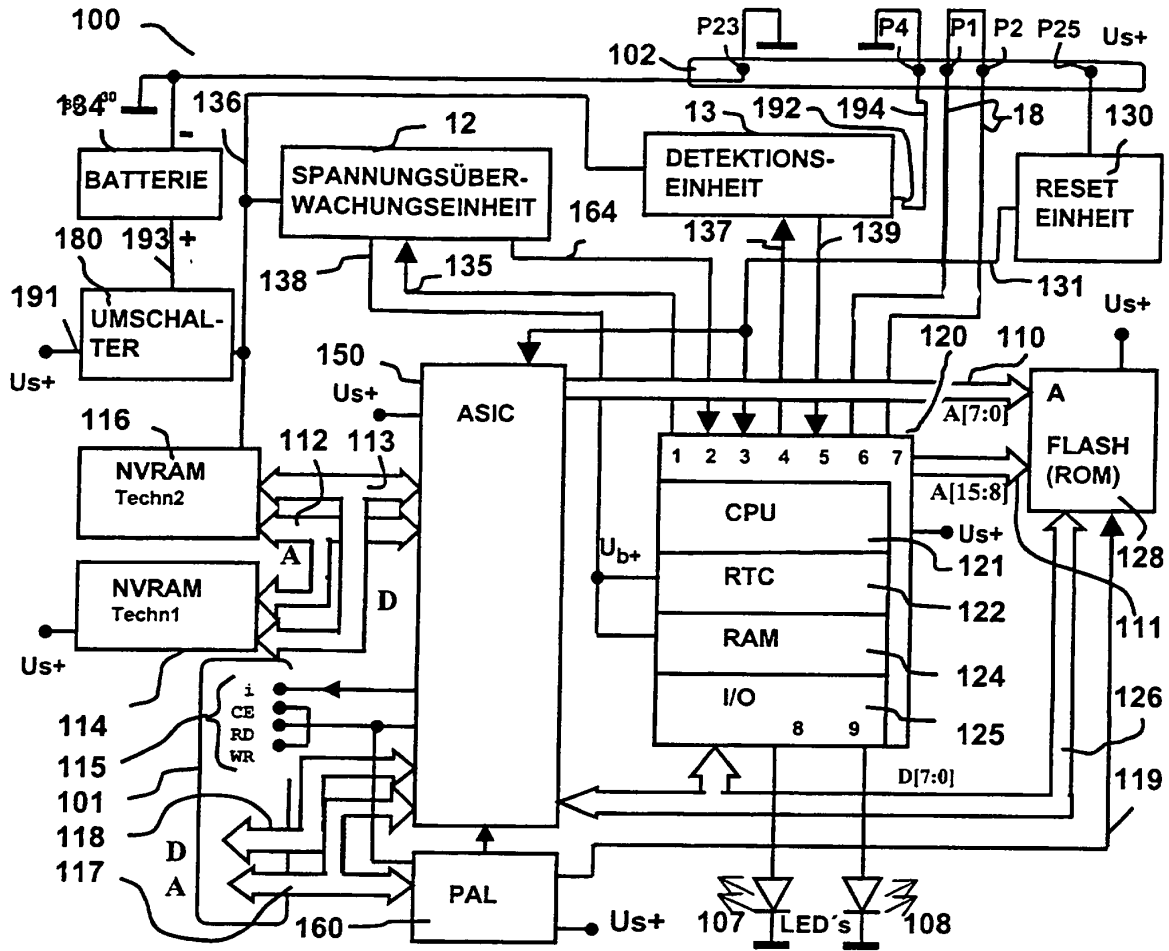 100
P23
P4
P1
P2
P25
Us+
102
136
12
13
192
194
18
130
BATTERIE
SPANNUNGSÜBER-
WACHUNGSEINHEIT
DETEKTIONS-
EINHEIT
RESET
EINHEIT
-
180
193
+
138
135
164
137
139
131
191
UMSCHAL-
TER
Us+
Us+
150
Us+
ASIC
120
110
A
A[7:0]
FLASH
(ROM)
116
112
113
NVRAM
Techn2
1 2 3 4 5 6 7
A[15:8]
CPU
Us+
128
121
A
Ub+
RTC
122
NVRAM
Techn1
D
111
RAM
124
Us+
I/O
125
126
8 9
114
i
CE
RD
WR
115
101
118
D
A
117
D[7:0]
119
PAL
160
Us+
107
LED´s
108